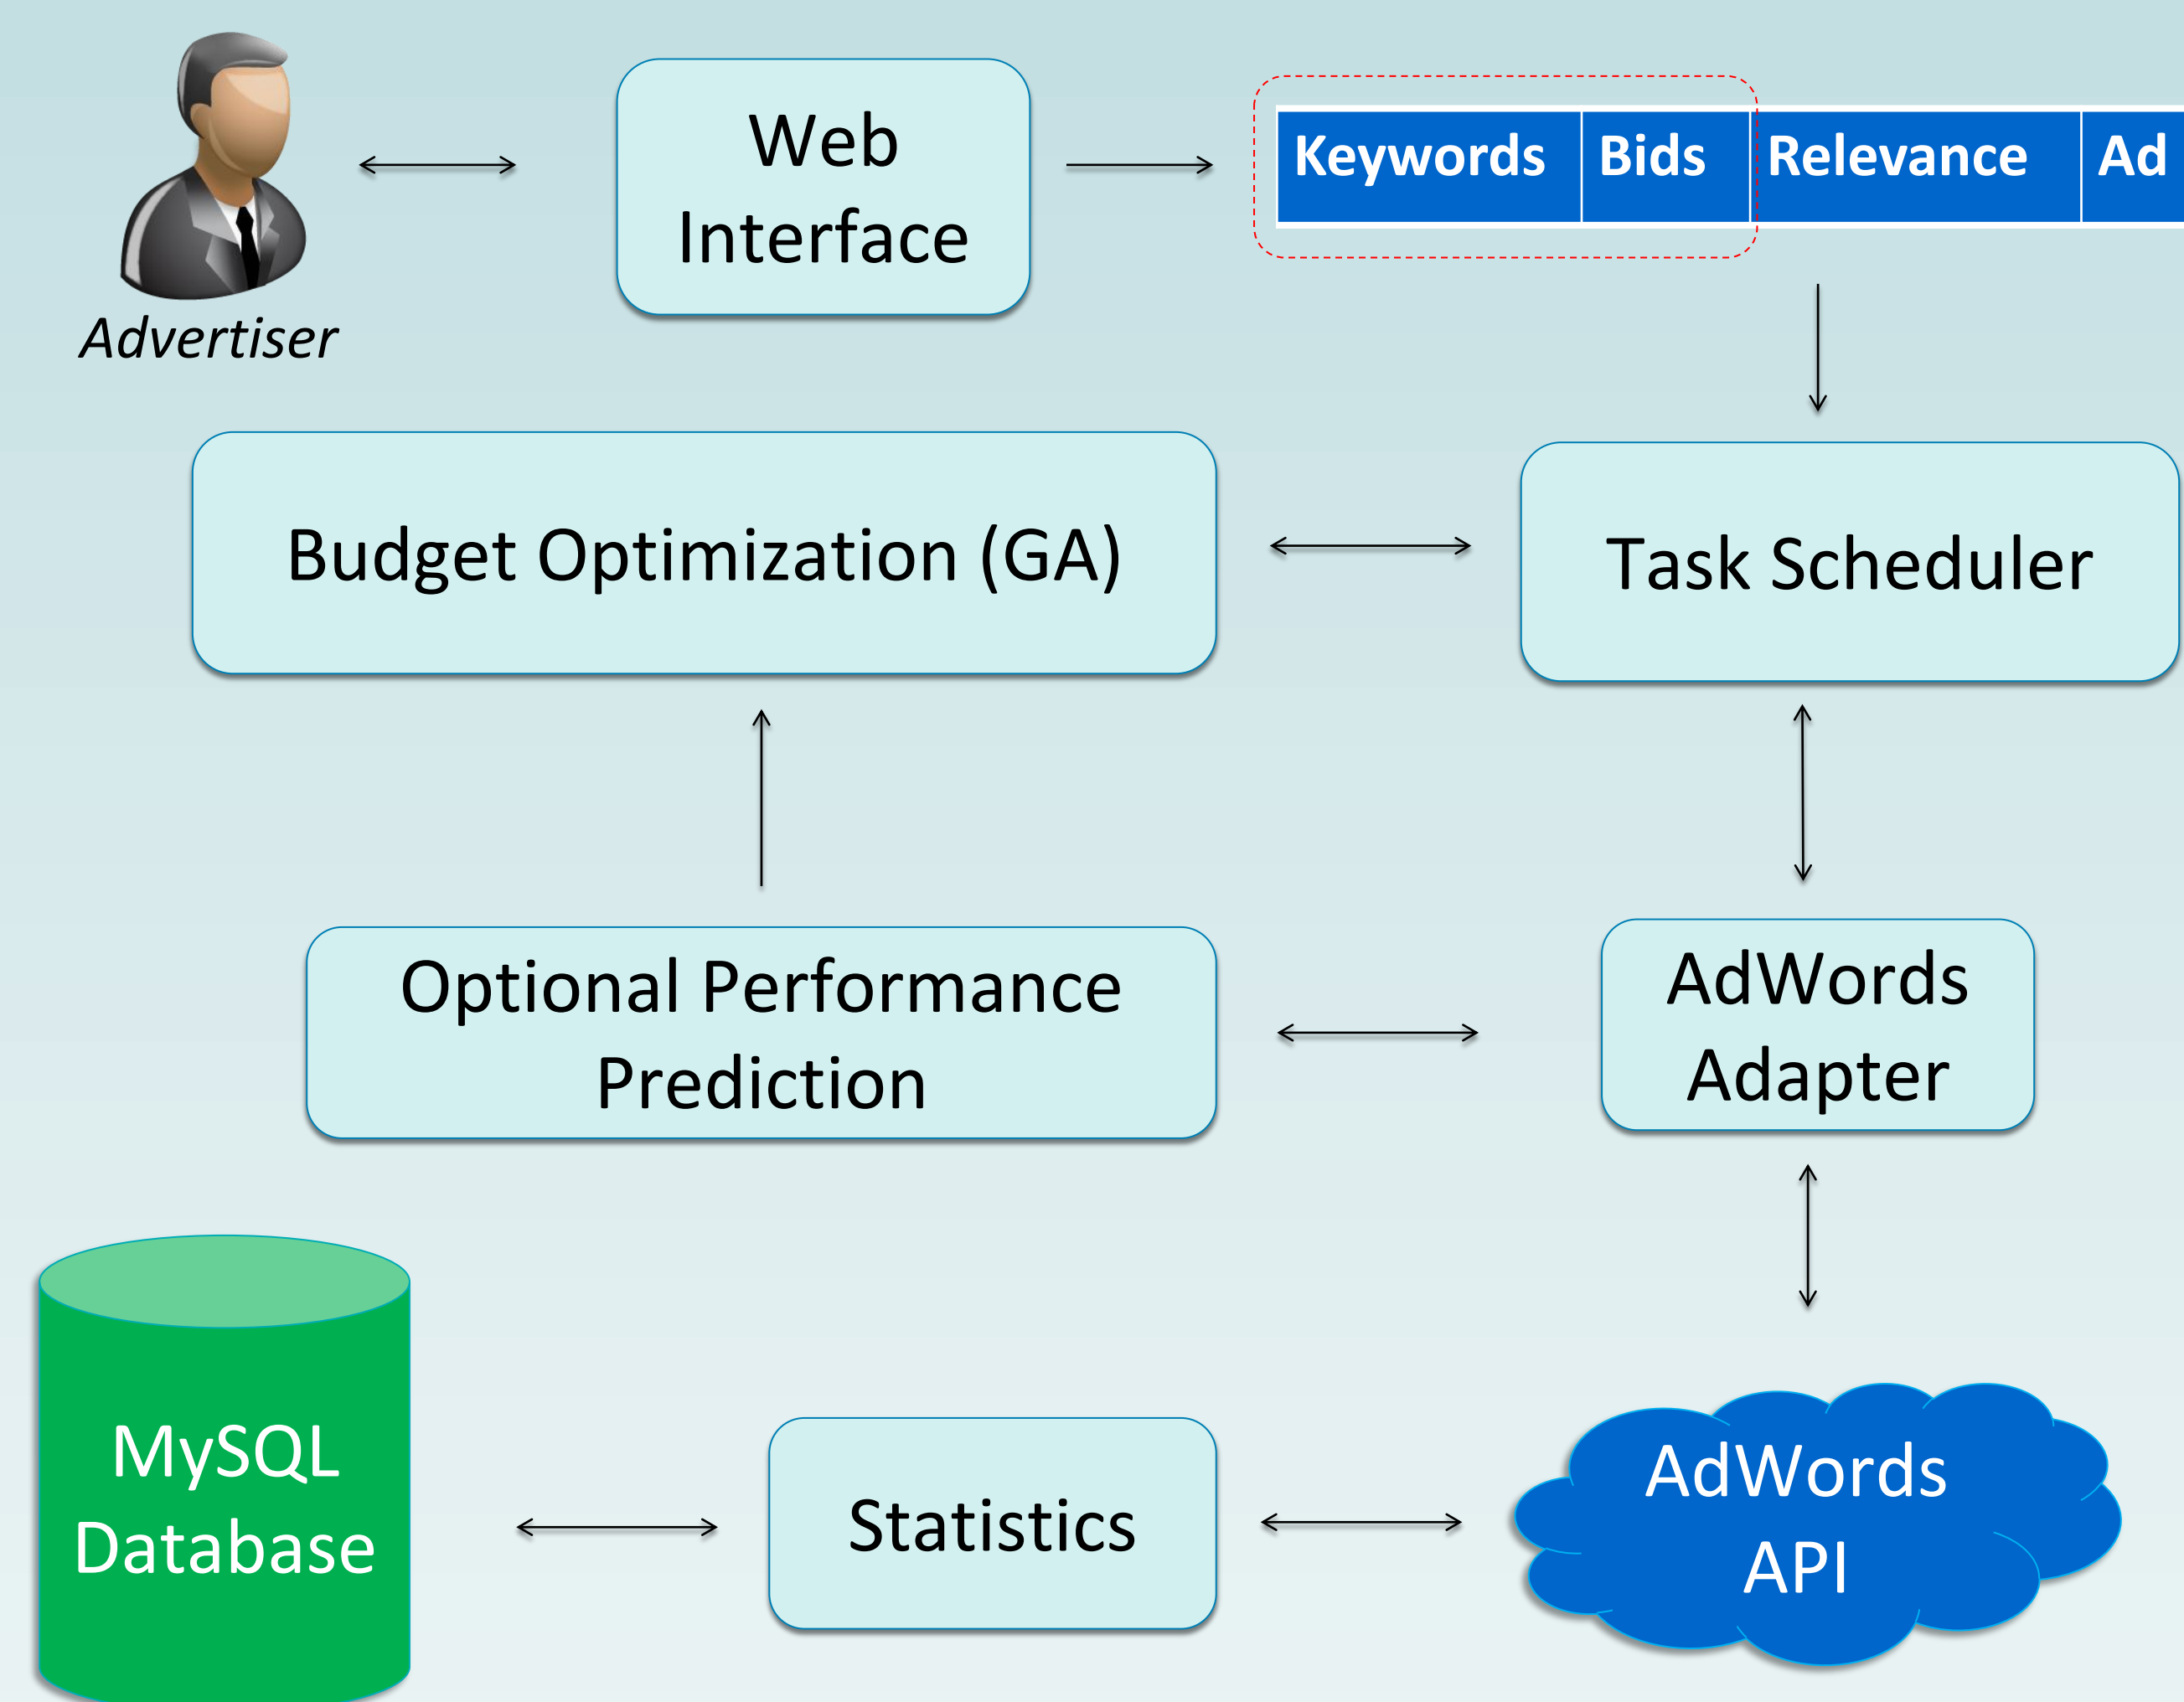 Web
Interface
Keywords Bids Relevance Ad
Advertiser
Budget Optimization (GA)
Task Scheduler
Optional Performance
Prediction
AdWords
Adapter
MySQL
Database
Statistics
AdWords
API